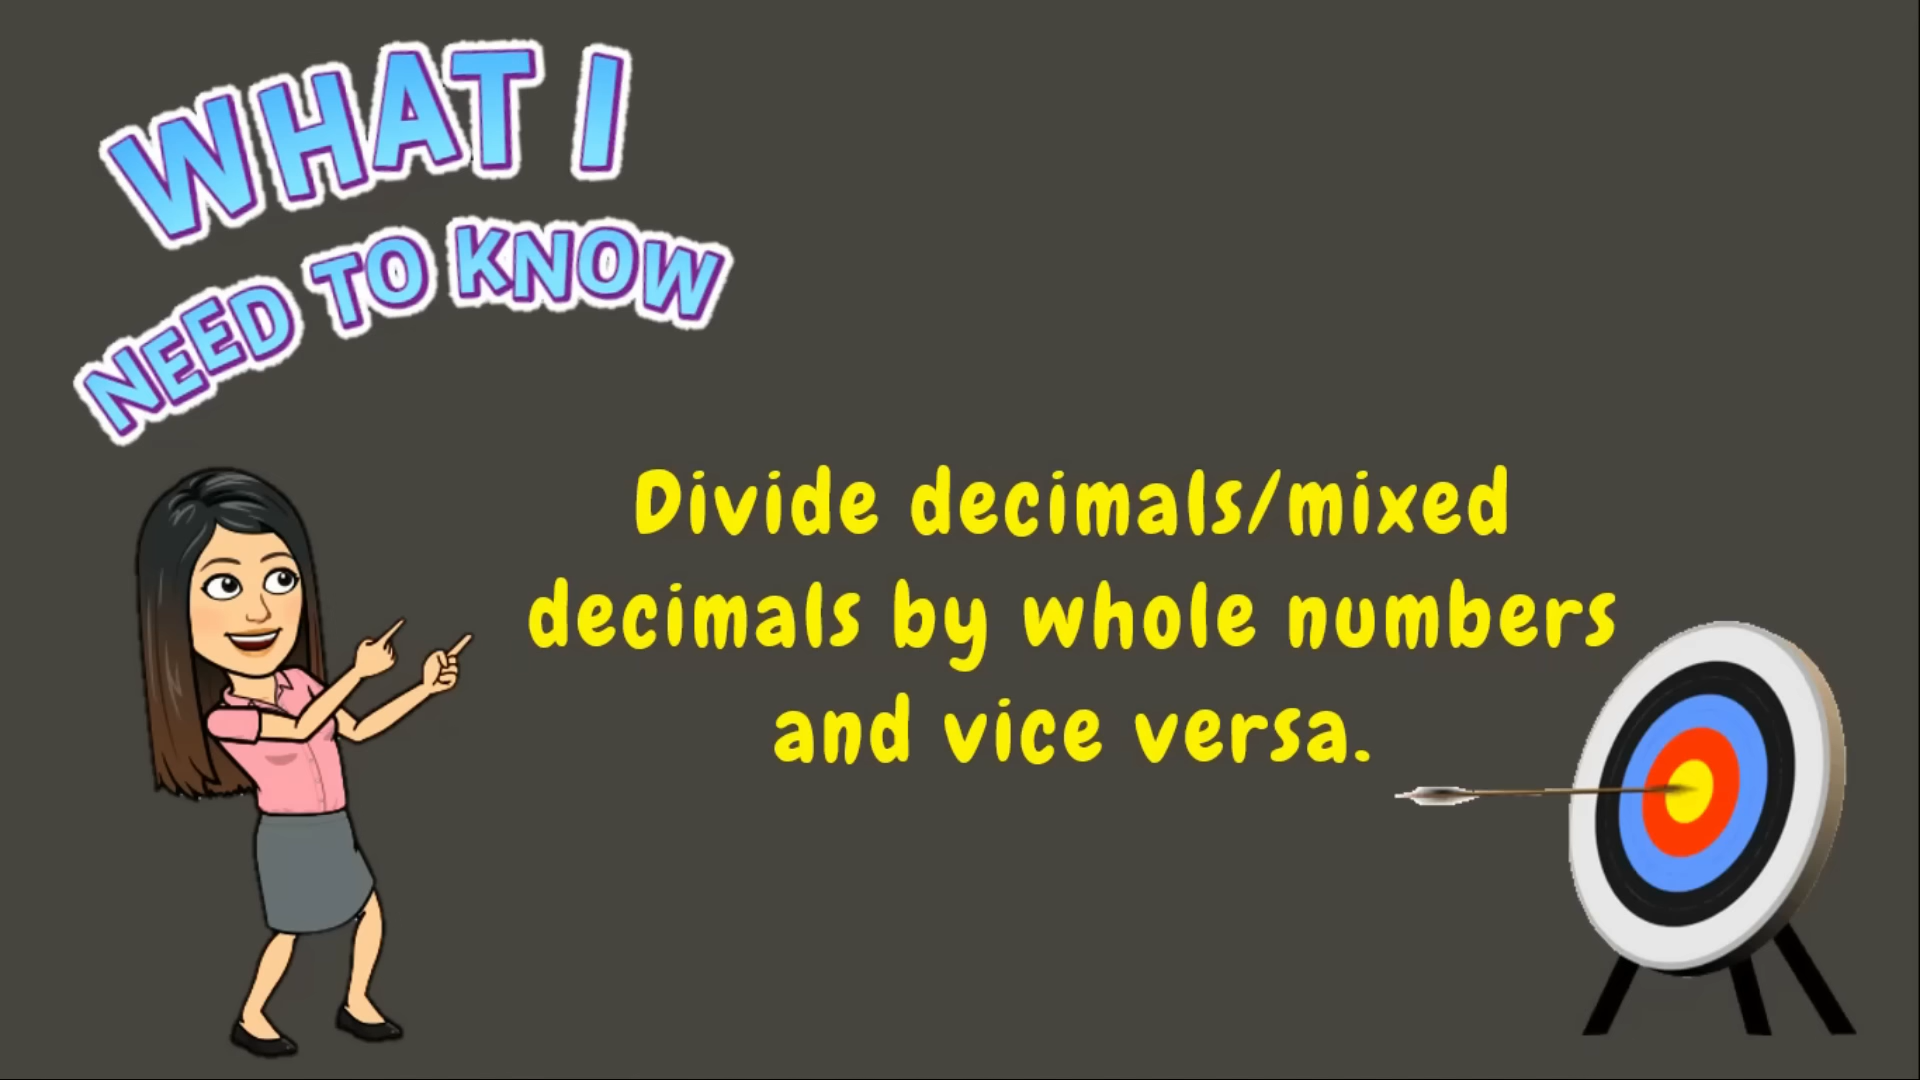 WHAT I
NEED TO KNOW
Divide decimals/mixed
decimals by whole numbers
and vice versa.